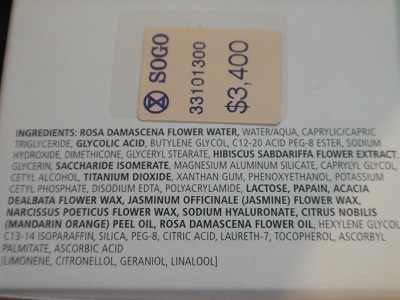 SOGO
33101300
$3,400
INGREDIENTS: ROSA DAMASCENA FLOWER WATER, WATER/AQUA, CAPRYLIC/CAPRIC
TRIGLYCERIDE, GLYCOLIC ACID, BUTYLENE GLYCOL, C12-20 ACID PEG-8 ESTER, SODIUM
HYDROXIDE, DIMETHICONE, GLYCERYL STEARATE, HIBISCUS SABDARIFFA FLOWER EXTRACT,
GLYCERIN, SACCHARIDE ISOMERATE, MAGNESIUM ALUMINUM SILICATE, CAPRYLYL GLYCOL,
CETYL ALCOHOL, TITANIUM DIOXIDE, XANTHAN GUM, PHENOXYETHANOL, POTASSIUM
CETYL PHOSPHATE, DISODIUM EDTA, POLYACRYLAMIDE, LACTOSE, PAPAIN, ACACIA
DEALBATA FLOWER WAX, JASMINUM OFFICINALE (JASMINE) FLOWER WAX,
NARCISSUS POETICUS FLOWER WAX, SODIUM HYALURONATE, CITRUS NOBILIS
(MANDARIN ORANGE) PEEL OIL, ROSA DAMASCENA FLOWER OIL, HEXYLENE GLYCOL,
C13-14 ISOPARAFFIN, SILICA, PEG-8, CITRIC ACID, LAURETH-7, TOCOPHEROL, ASCORBYL
PALMITATE, ASCORBIC ACID
[LIMONENE, CITRONELLOL, GERANIOL, LINALOOL]